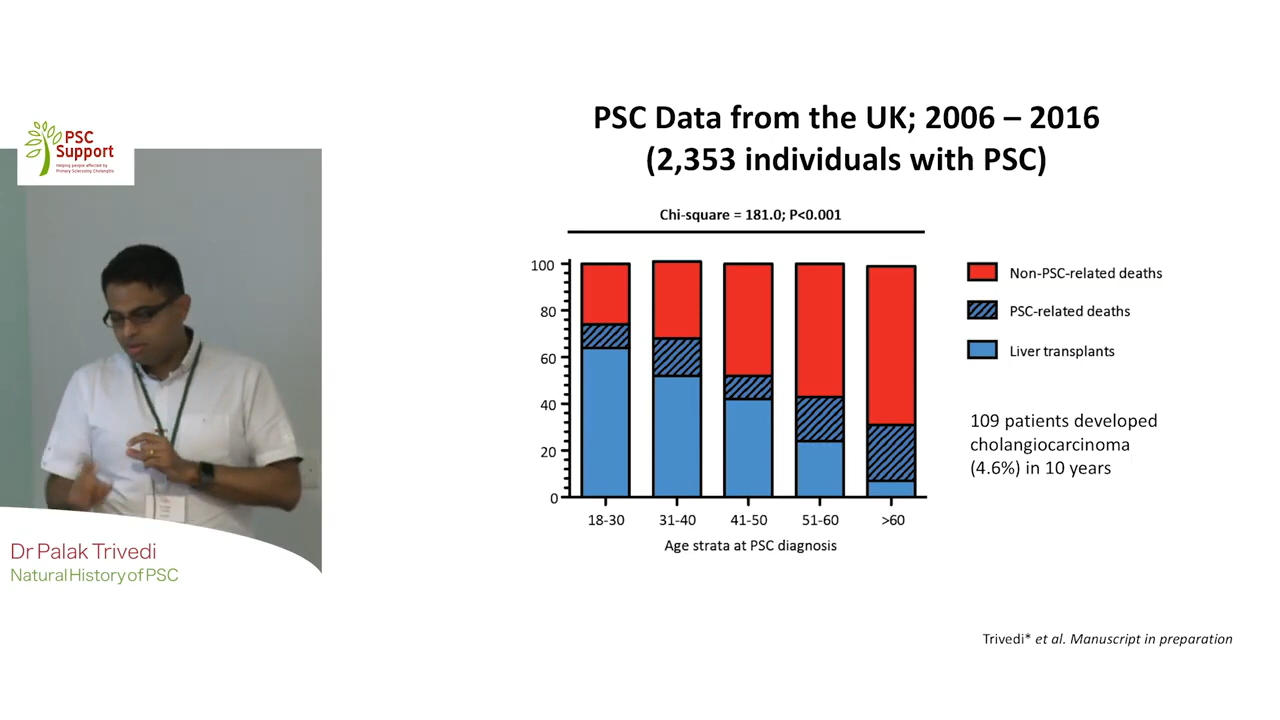 PSC
Support
Helping people affected by
Primary Sclerosing Cholangitis
Dr Palak Trivedi
Natural History of PSC
PSC Data from the UK; 2006 – 2016
(2,353 individuals with PSC)
Chi-square = 181.0; P<0.001
100
80
60
40
20
0
18-30
31-40
41-50
51-60
>60
Age strata at PSC diagnosis
Non-PSC-related deaths
PSC-related deaths
Liver transplants
109 patients developed
cholangiocarcinoma
(4.6%) in 10 years
Trivedi* et al. Manuscript in preparation